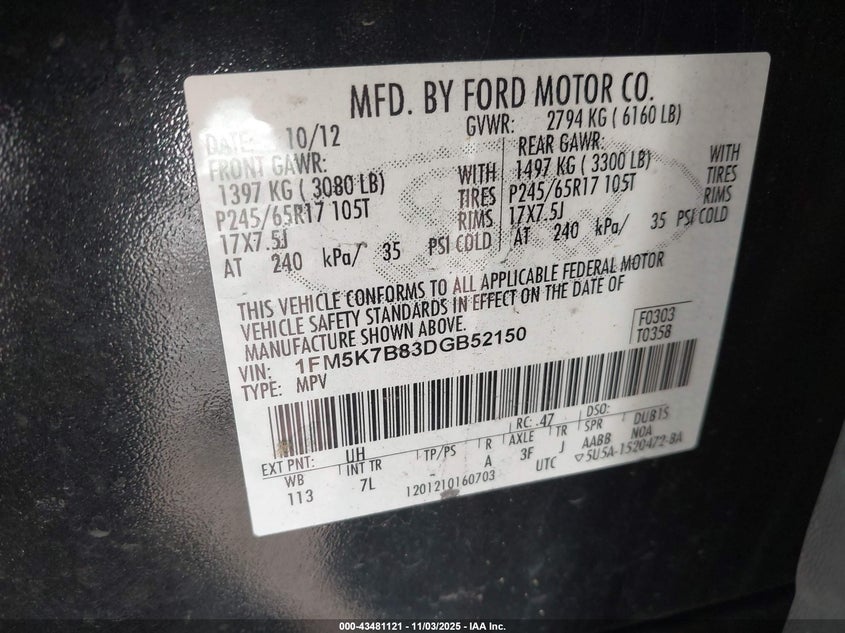 MFD. BY FORD MOTOR CO.
DATE: 10/12
GVWR: 2794 KG ( 6160 LB)
FRONT GAWR:
1397 KG ( 3080 LB) WITH
P245/65R17 105T TIRES
17X7.5J RIMS
AT 240 kPa/ 35 PSI COLD
REAR GAWR:
1497 KG ( 3300 LB) WITH
P245/65R17 105T TIRES
17X7.5J RIMS
AT 240 kPa/ 35 PSI COLD
THIS VEHICLE CONFORMS TO ALL APPLICABLE FEDERAL MOTOR
VEHICLE SAFETY STANDARDS IN EFFECT ON THE DATE OF
MANUFACTURE SHOWN ABOVE.
VIN: 1FM5K7B83DGB52150
TYPE: MPV
F0303
T0358
EXT PNT: UH RC: 47 DSO:
WB INT TR TP/PS R AXLE TR SPR DUB15
113 7L - A 3F J AABB NOA
1201210160703 UTC ▽5U5A-1520472-BA
000-43481121 - 11/03/2025 - IAA Inc.